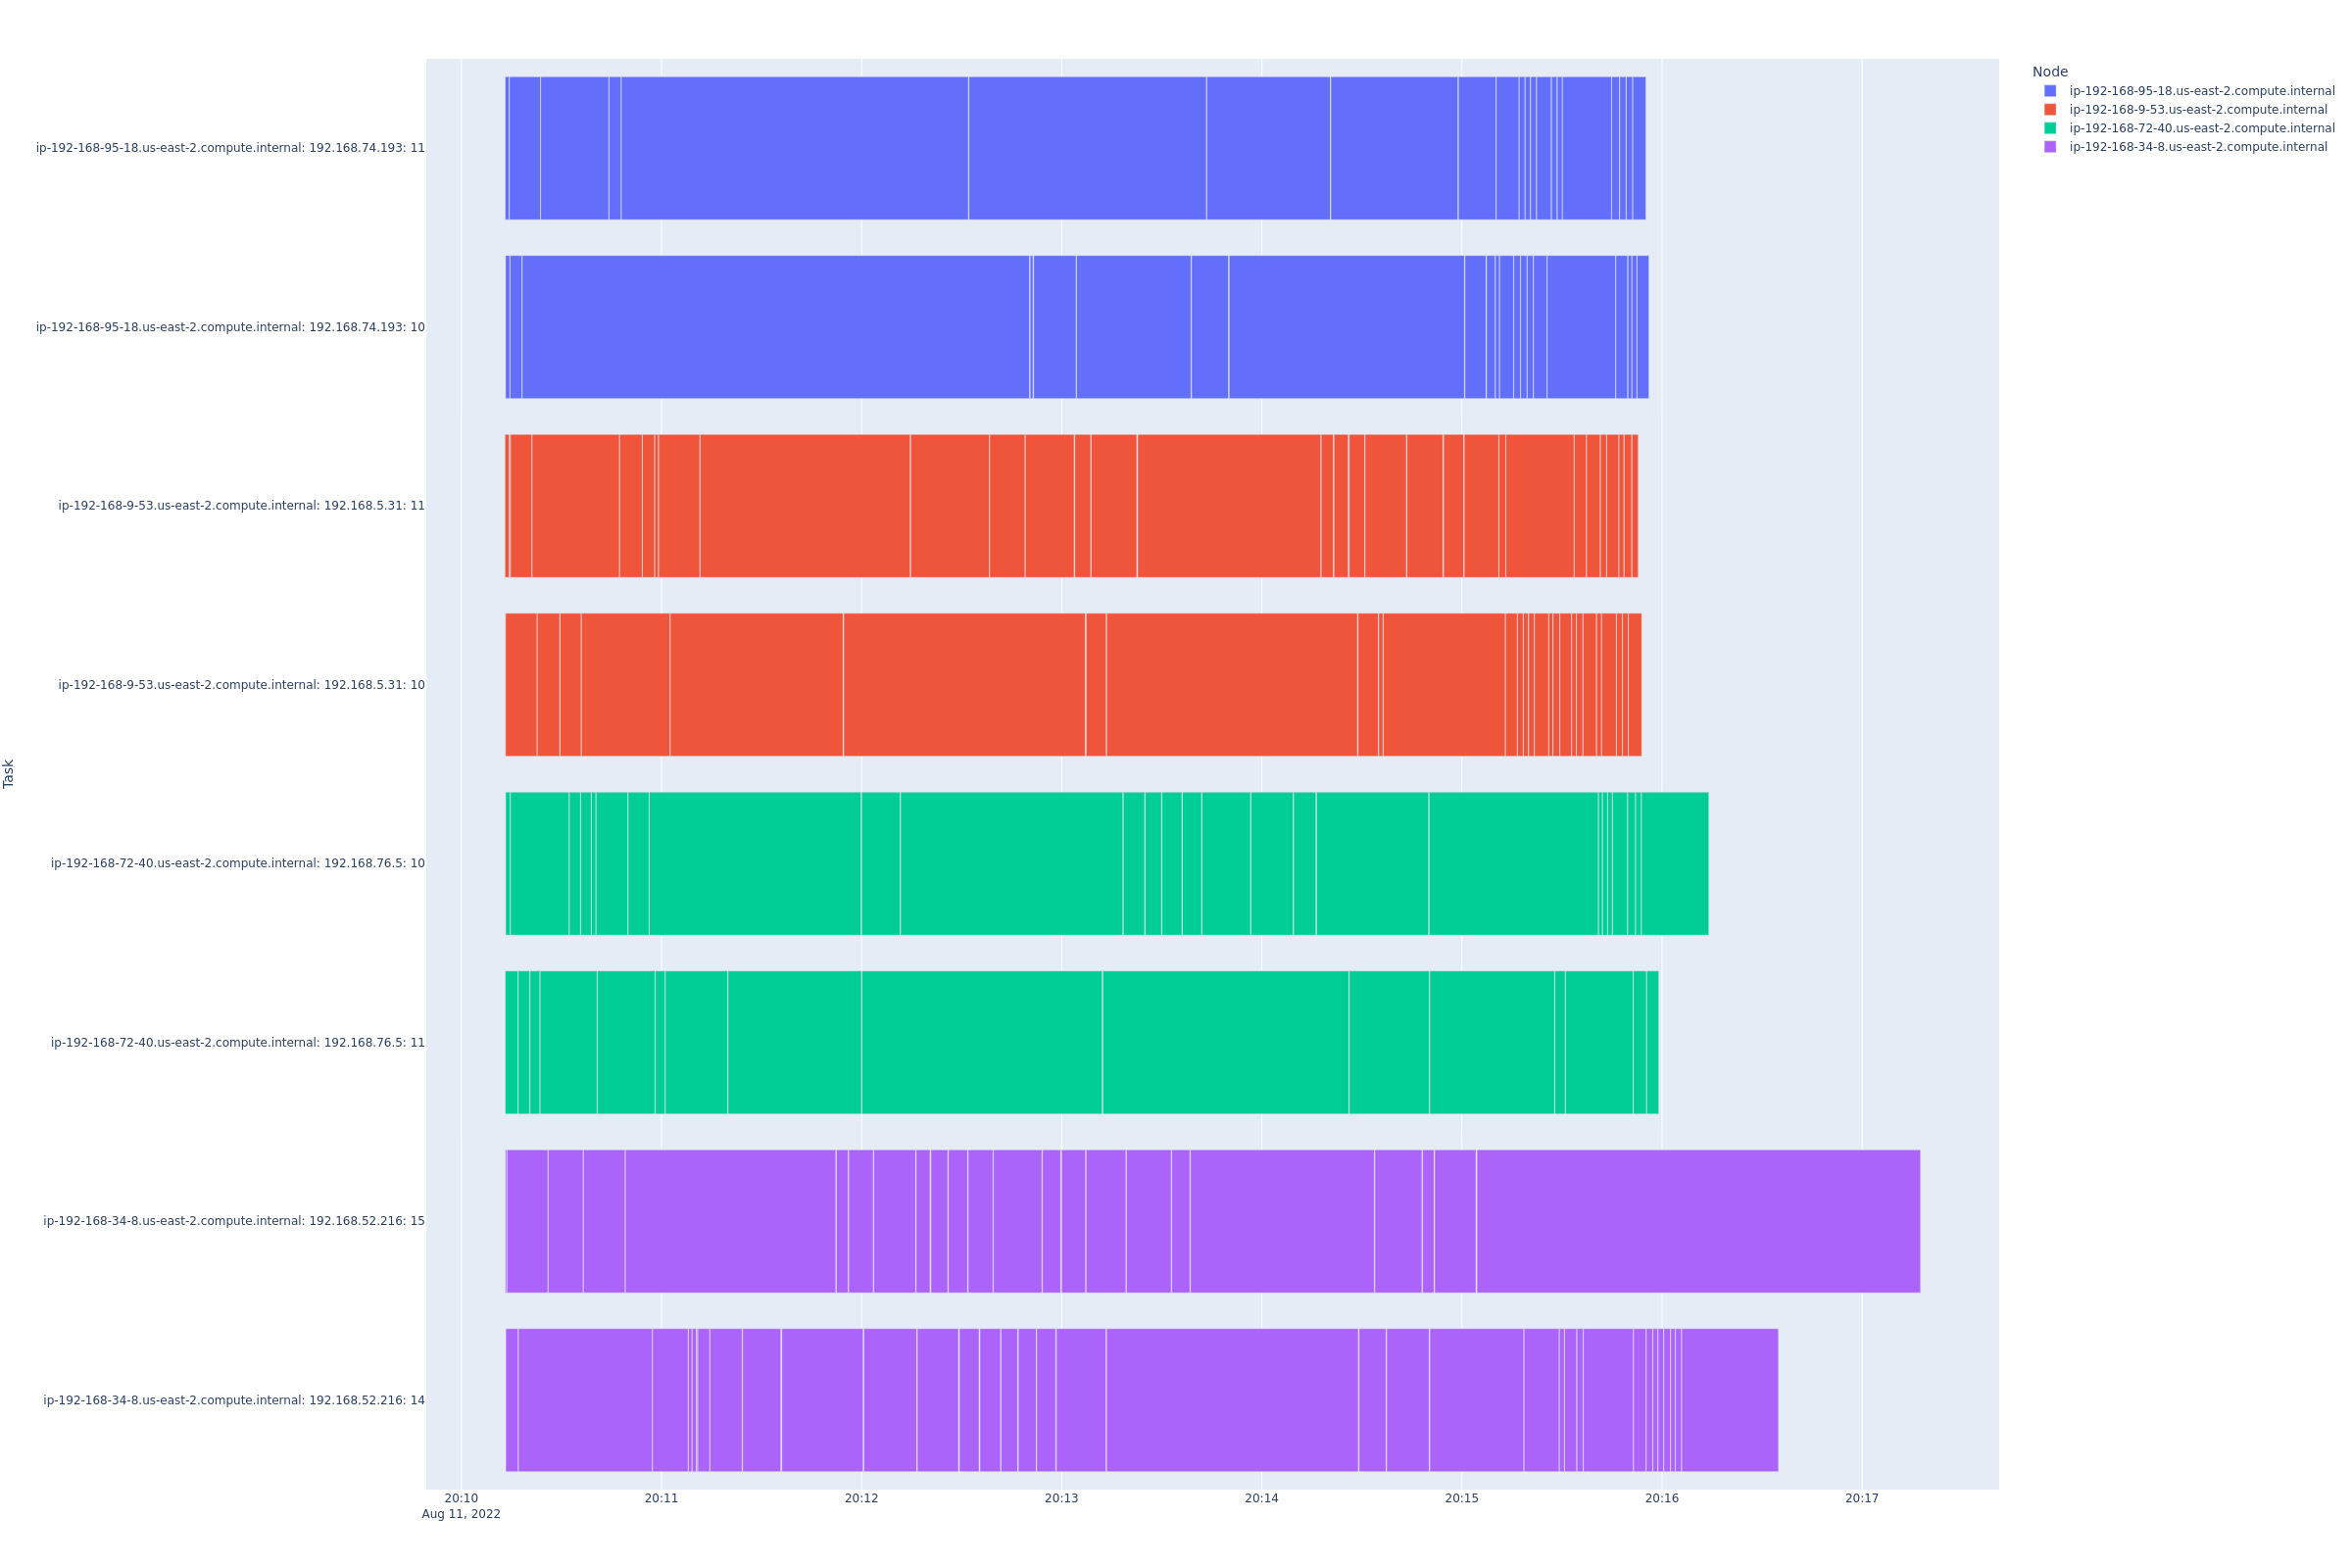 Node
ip-192-168-95-18.us-east-2.compute.internal
ip-192-168-9-53.us-east-2.compute.internal
ip-192-168-72-40.us-east-2.compute.internal
ip-192-168-34-8.us-east-2.compute.internal
Task
ip-192-168-95-18.us-east-2.compute.internal: 192.168.74.193: 11
ip-192-168-95-18.us-east-2.compute.internal: 192.168.74.193: 10
ip-192-168-9-53.us-east-2.compute.internal: 192.168.5.31: 11
ip-192-168-9-53.us-east-2.compute.internal: 192.168.5.31: 10
ip-192-168-72-40.us-east-2.compute.internal: 192.168.76.5: 10
ip-192-168-72-40.us-east-2.compute.internal: 192.168.76.5: 11
ip-192-168-34-8.us-east-2.compute.internal: 192.168.52.216: 15
ip-192-168-34-8.us-east-2.compute.internal: 192.168.52.216: 14
20:10 20:11 20:12 20:13 20:14 20:15 20:16 20:17
Aug 11, 2022